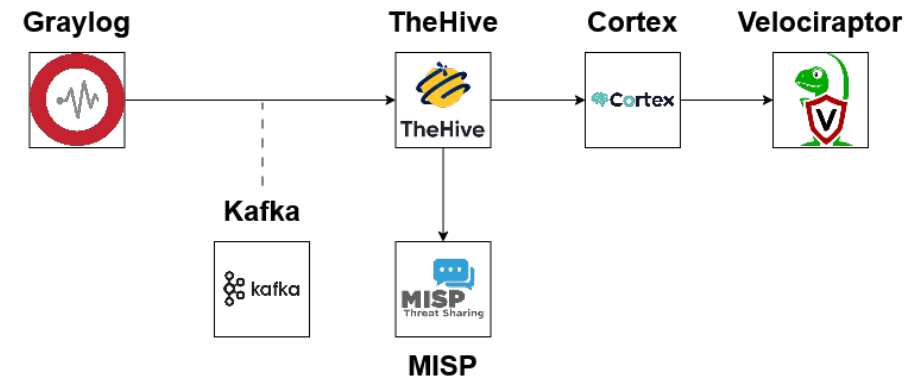 Graylog
TheHive
Cortex
Velociraptor
TheHive
Cortex
V
Kafka
kafka
MISP
Threat Sharing
MISP